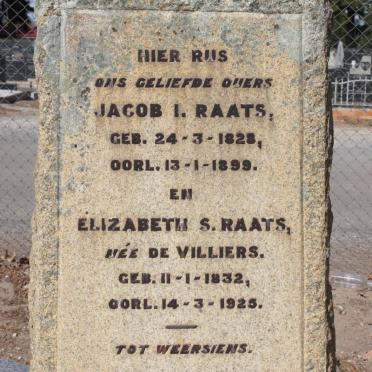 HIER RUS
ONS GELIEFDE OUERS
JACOB I. RAATS,
GEB. 24-3-1828,
OORL. 13-1-1899.
EN
ELIZABETH S. RAATS,
NÉE DE VILLIERS.
GEB. 11-1-1832,
OORL. 14-3-1925.
TOT WEERSIENS.